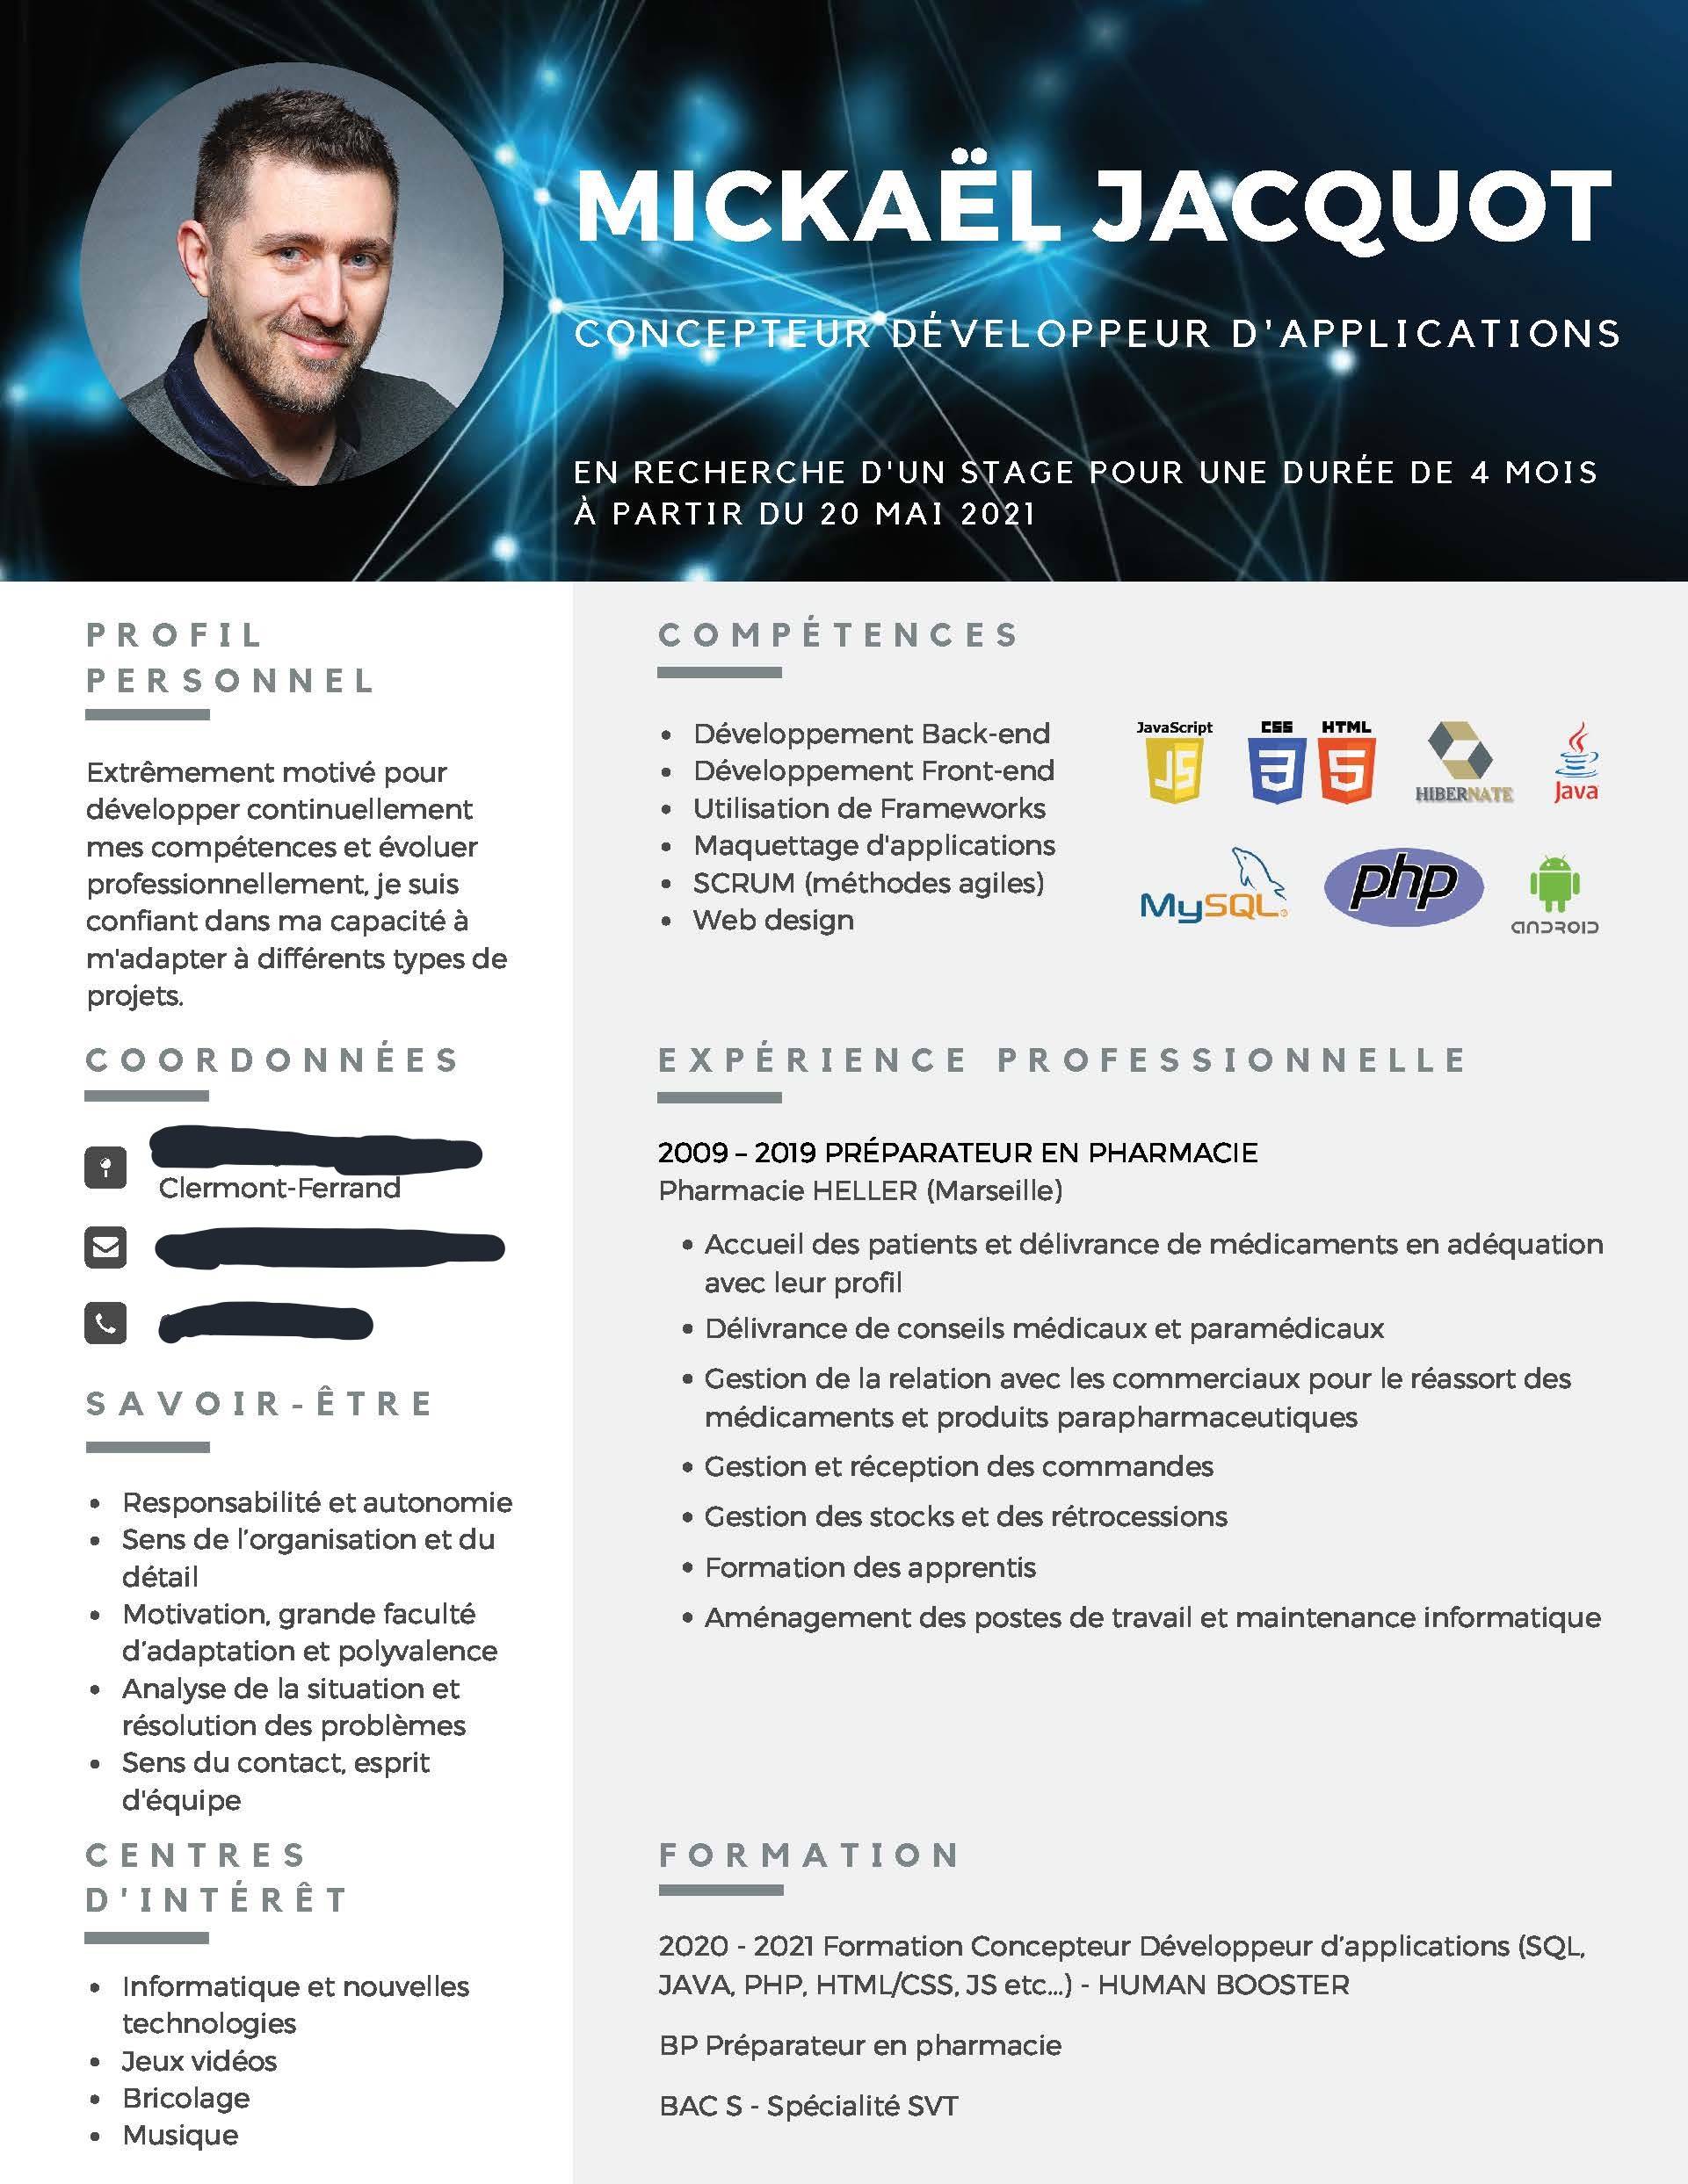 MICKAËL JACQUOT
CONCEPTEUR DÉVELOPPEUR D'APPLICATIONS
EN RECHERCHE D'UN STAGE POUR UNE DURÉE DE 4 MOIS
À PARTIR DU 20 MAI 2021
PROFIL
PERSONNEL
Extrêmement motivé pour
développer continuellement
mes compétences et évoluer
professionnellement, je suis
confiant dans ma capacité à
m'adapter à différents types de
projets.
COORDONNÉES
Clermont-Ferrand
SAVOIR-ÊTRE
• Responsabilité et autonomie
• Sens de l’organisation et du
détail
• Motivation, grande faculté
d’adaptation et polyvalence
• Analyse de la situation et
résolution des problèmes
• Sens du contact, esprit
d'équipe
CENTRES
D'INTÉRÊT
• Informatique et nouvelles
technologies
• Jeux vidéos
• Bricolage
• Musique
COMPÉTENCES
• Développement Back-end
• Développement Front-end
• Utilisation de Frameworks
• Maquettage d'applications
• SCRUM (méthodes agiles)
• Web design
JavaScript CSS HTML
JS 3 5 HIBERNATE Java
MySQL php ANDROID
EXPÉRIENCE PROFESSIONNELLE
2009 – 2019 PRÉPARATEUR EN PHARMACIE
Pharmacie HELLER (Marseille)
• Accueil des patients et délivrance de médicaments en adéquation
avec leur profil
• Délivrance de conseils médicaux et paramédicaux
• Gestion de la relation avec les commerciaux pour le réassort des
médicaments et produits parapharmaceutiques
• Gestion et réception des commandes
• Gestion des stocks et des rétrocessions
• Formation des apprentis
• Aménagement des postes de travail et maintenance informatique
FORMATION
2020 - 2021 Formation Concepteur Développeur d’applications (SQL,
JAVA, PHP, HTML/CSS, JS etc...) - HUMAN BOOSTER
BP Préparateur en pharmacie
BAC S - Spécialité SVT